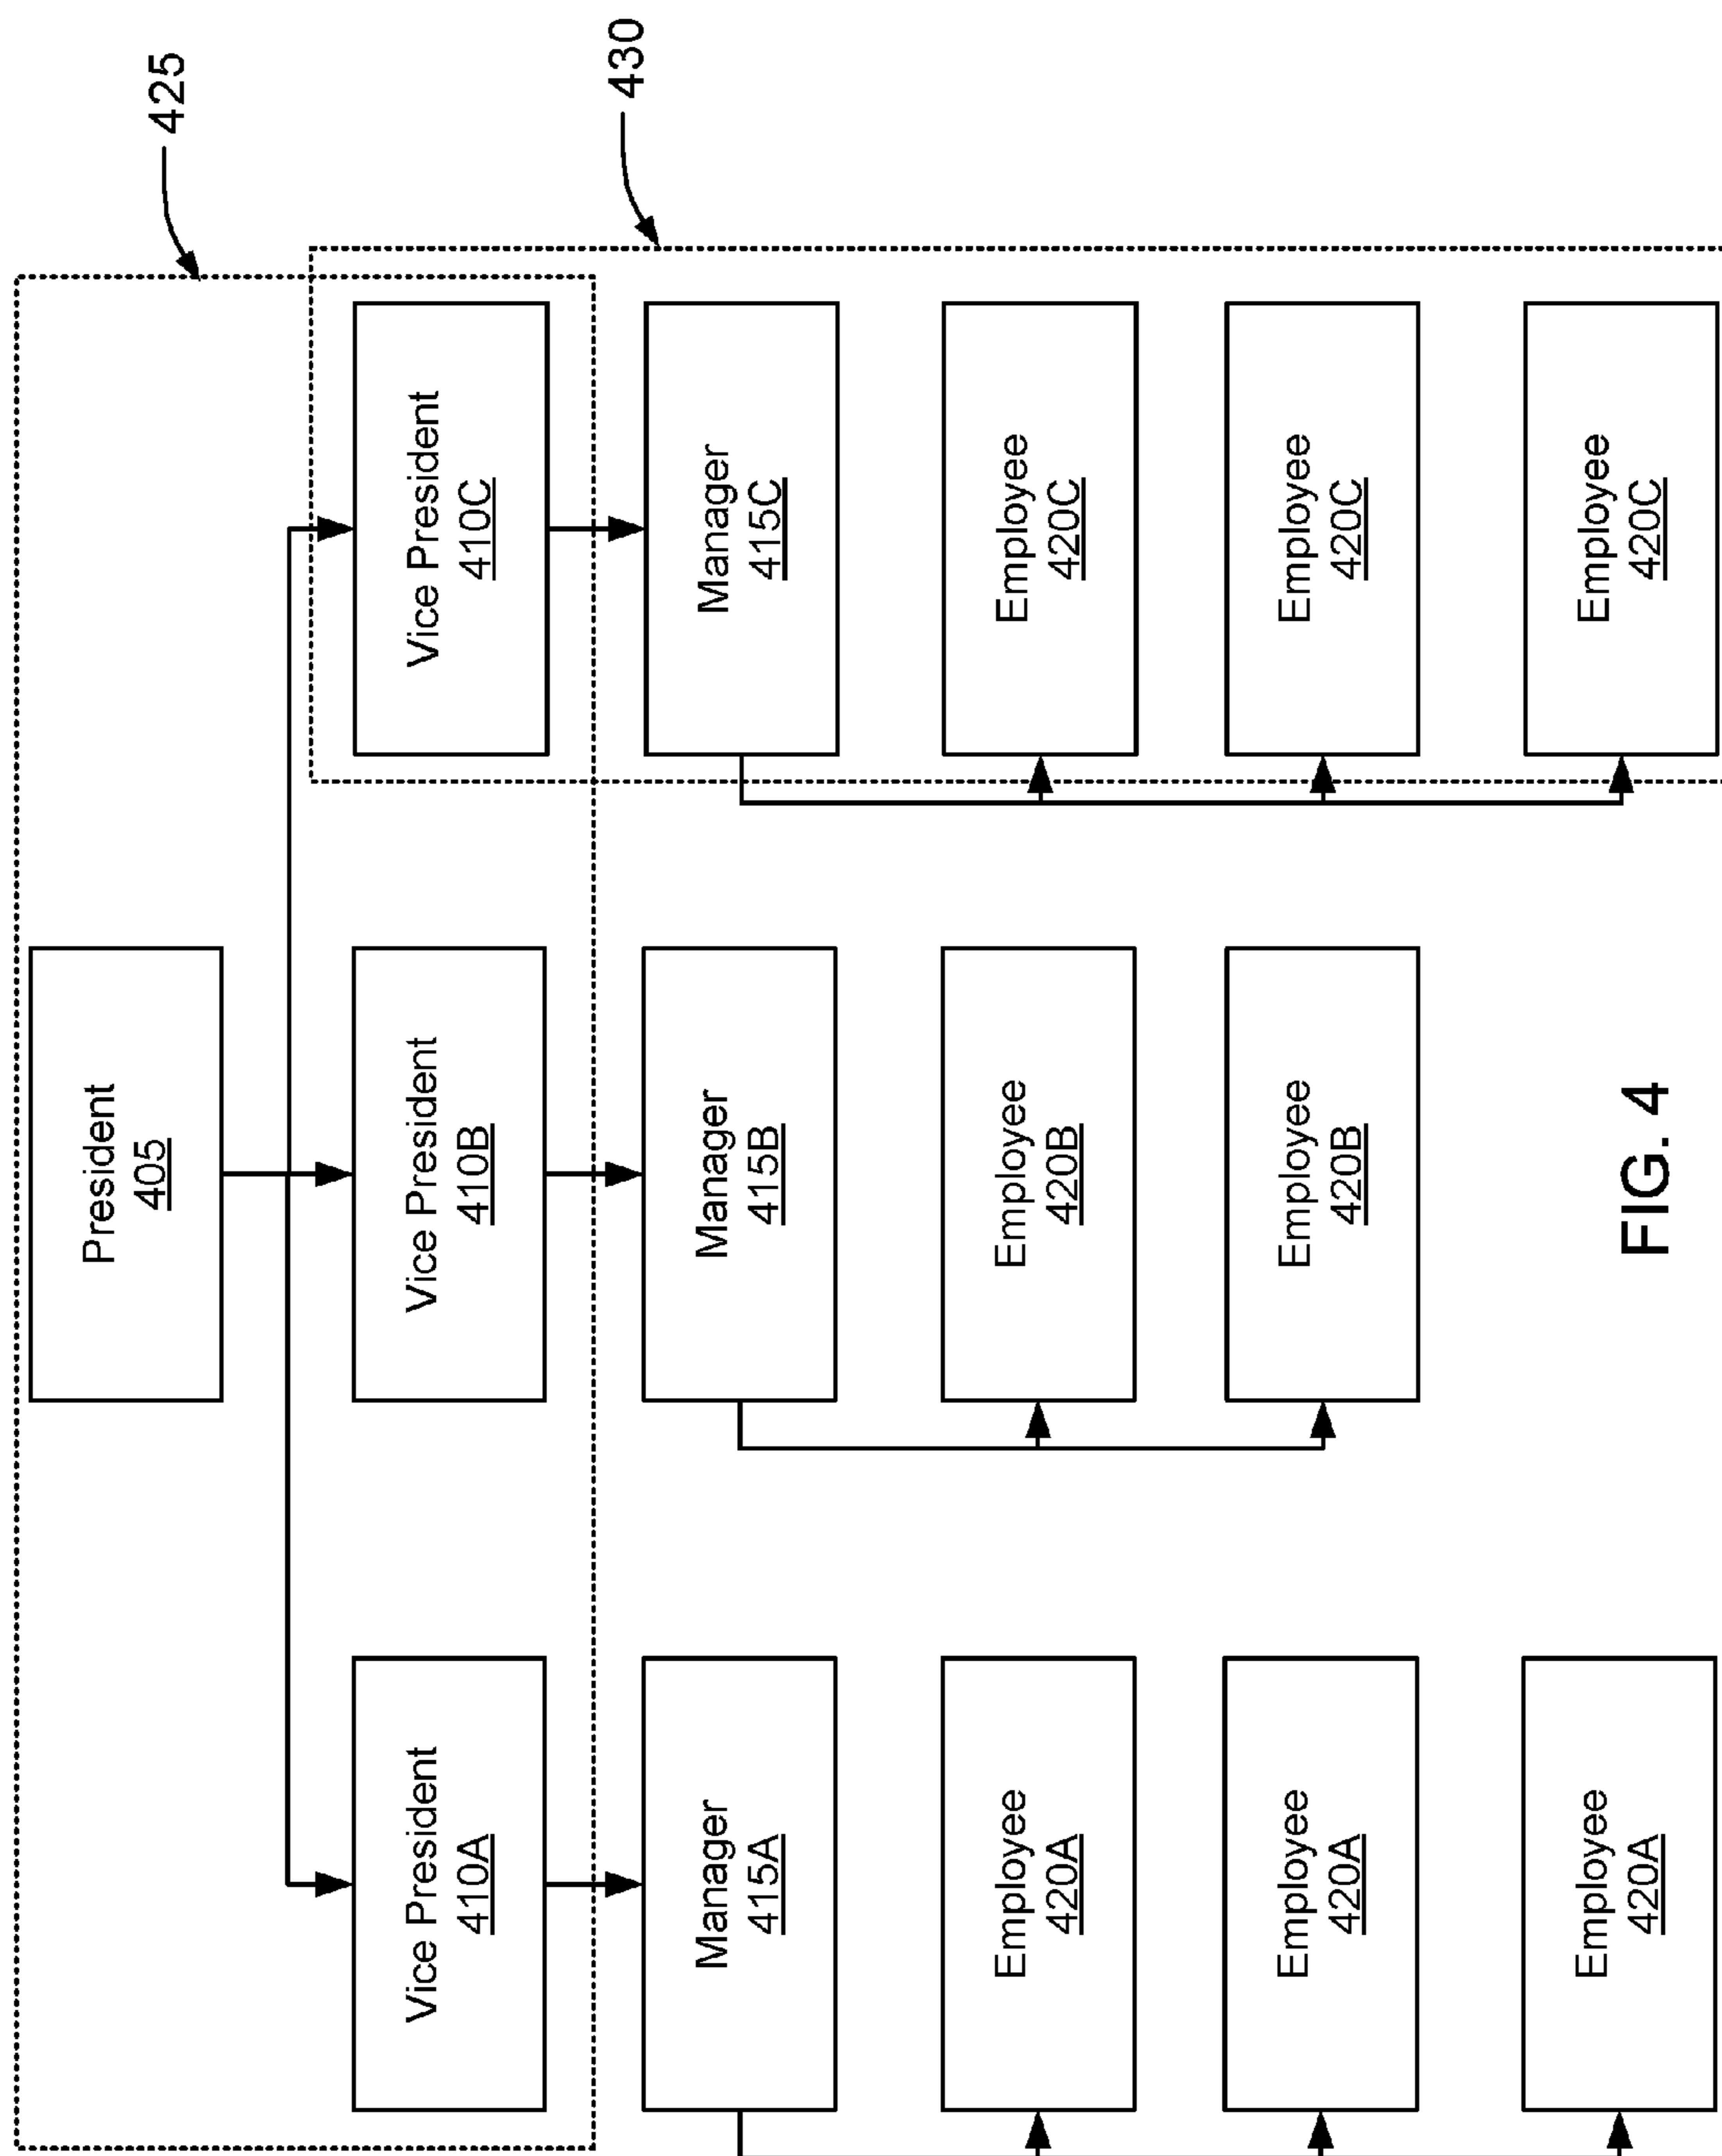 425
430
President
405
Vice President
410A
Vice President
410B
Vice President
410C
Manager
415A
Manager
415B
Manager
415C
Employee
420A
Employee
420B
Employee
420C
Employee
420A
Employee
420B
Employee
420C
Employee
420A
Employee
420C
FIG. 4